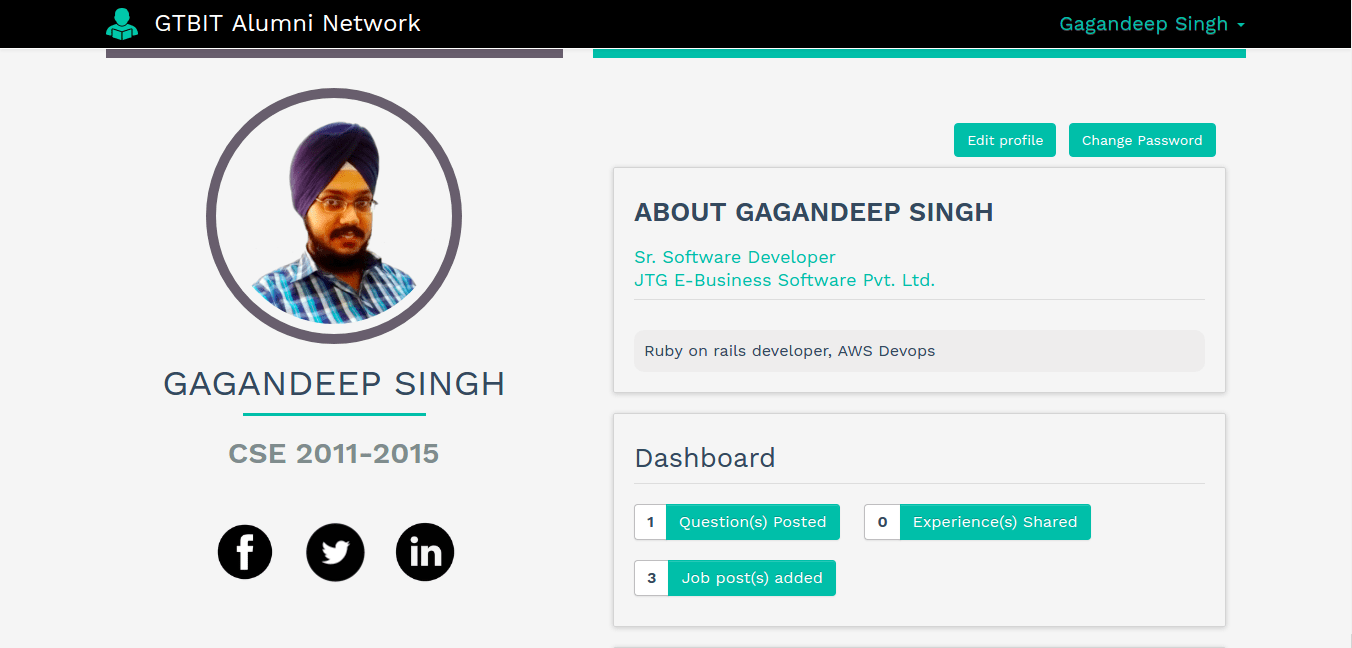 GTBIT Alumni Network
Gagandeep Singh
GAGANDEEP SINGH
CSE 2011-2015
f
in
Edit profile
Change Password
ABOUT GAGANDEEP SINGH
Sr. Software Developer
JTG E-Business Software Pvt. Ltd.
Ruby on rails developer, AWS Devops
Dashboard
1 Question(s) Posted
0 Experience(s) Shared
3 Job post(s) added